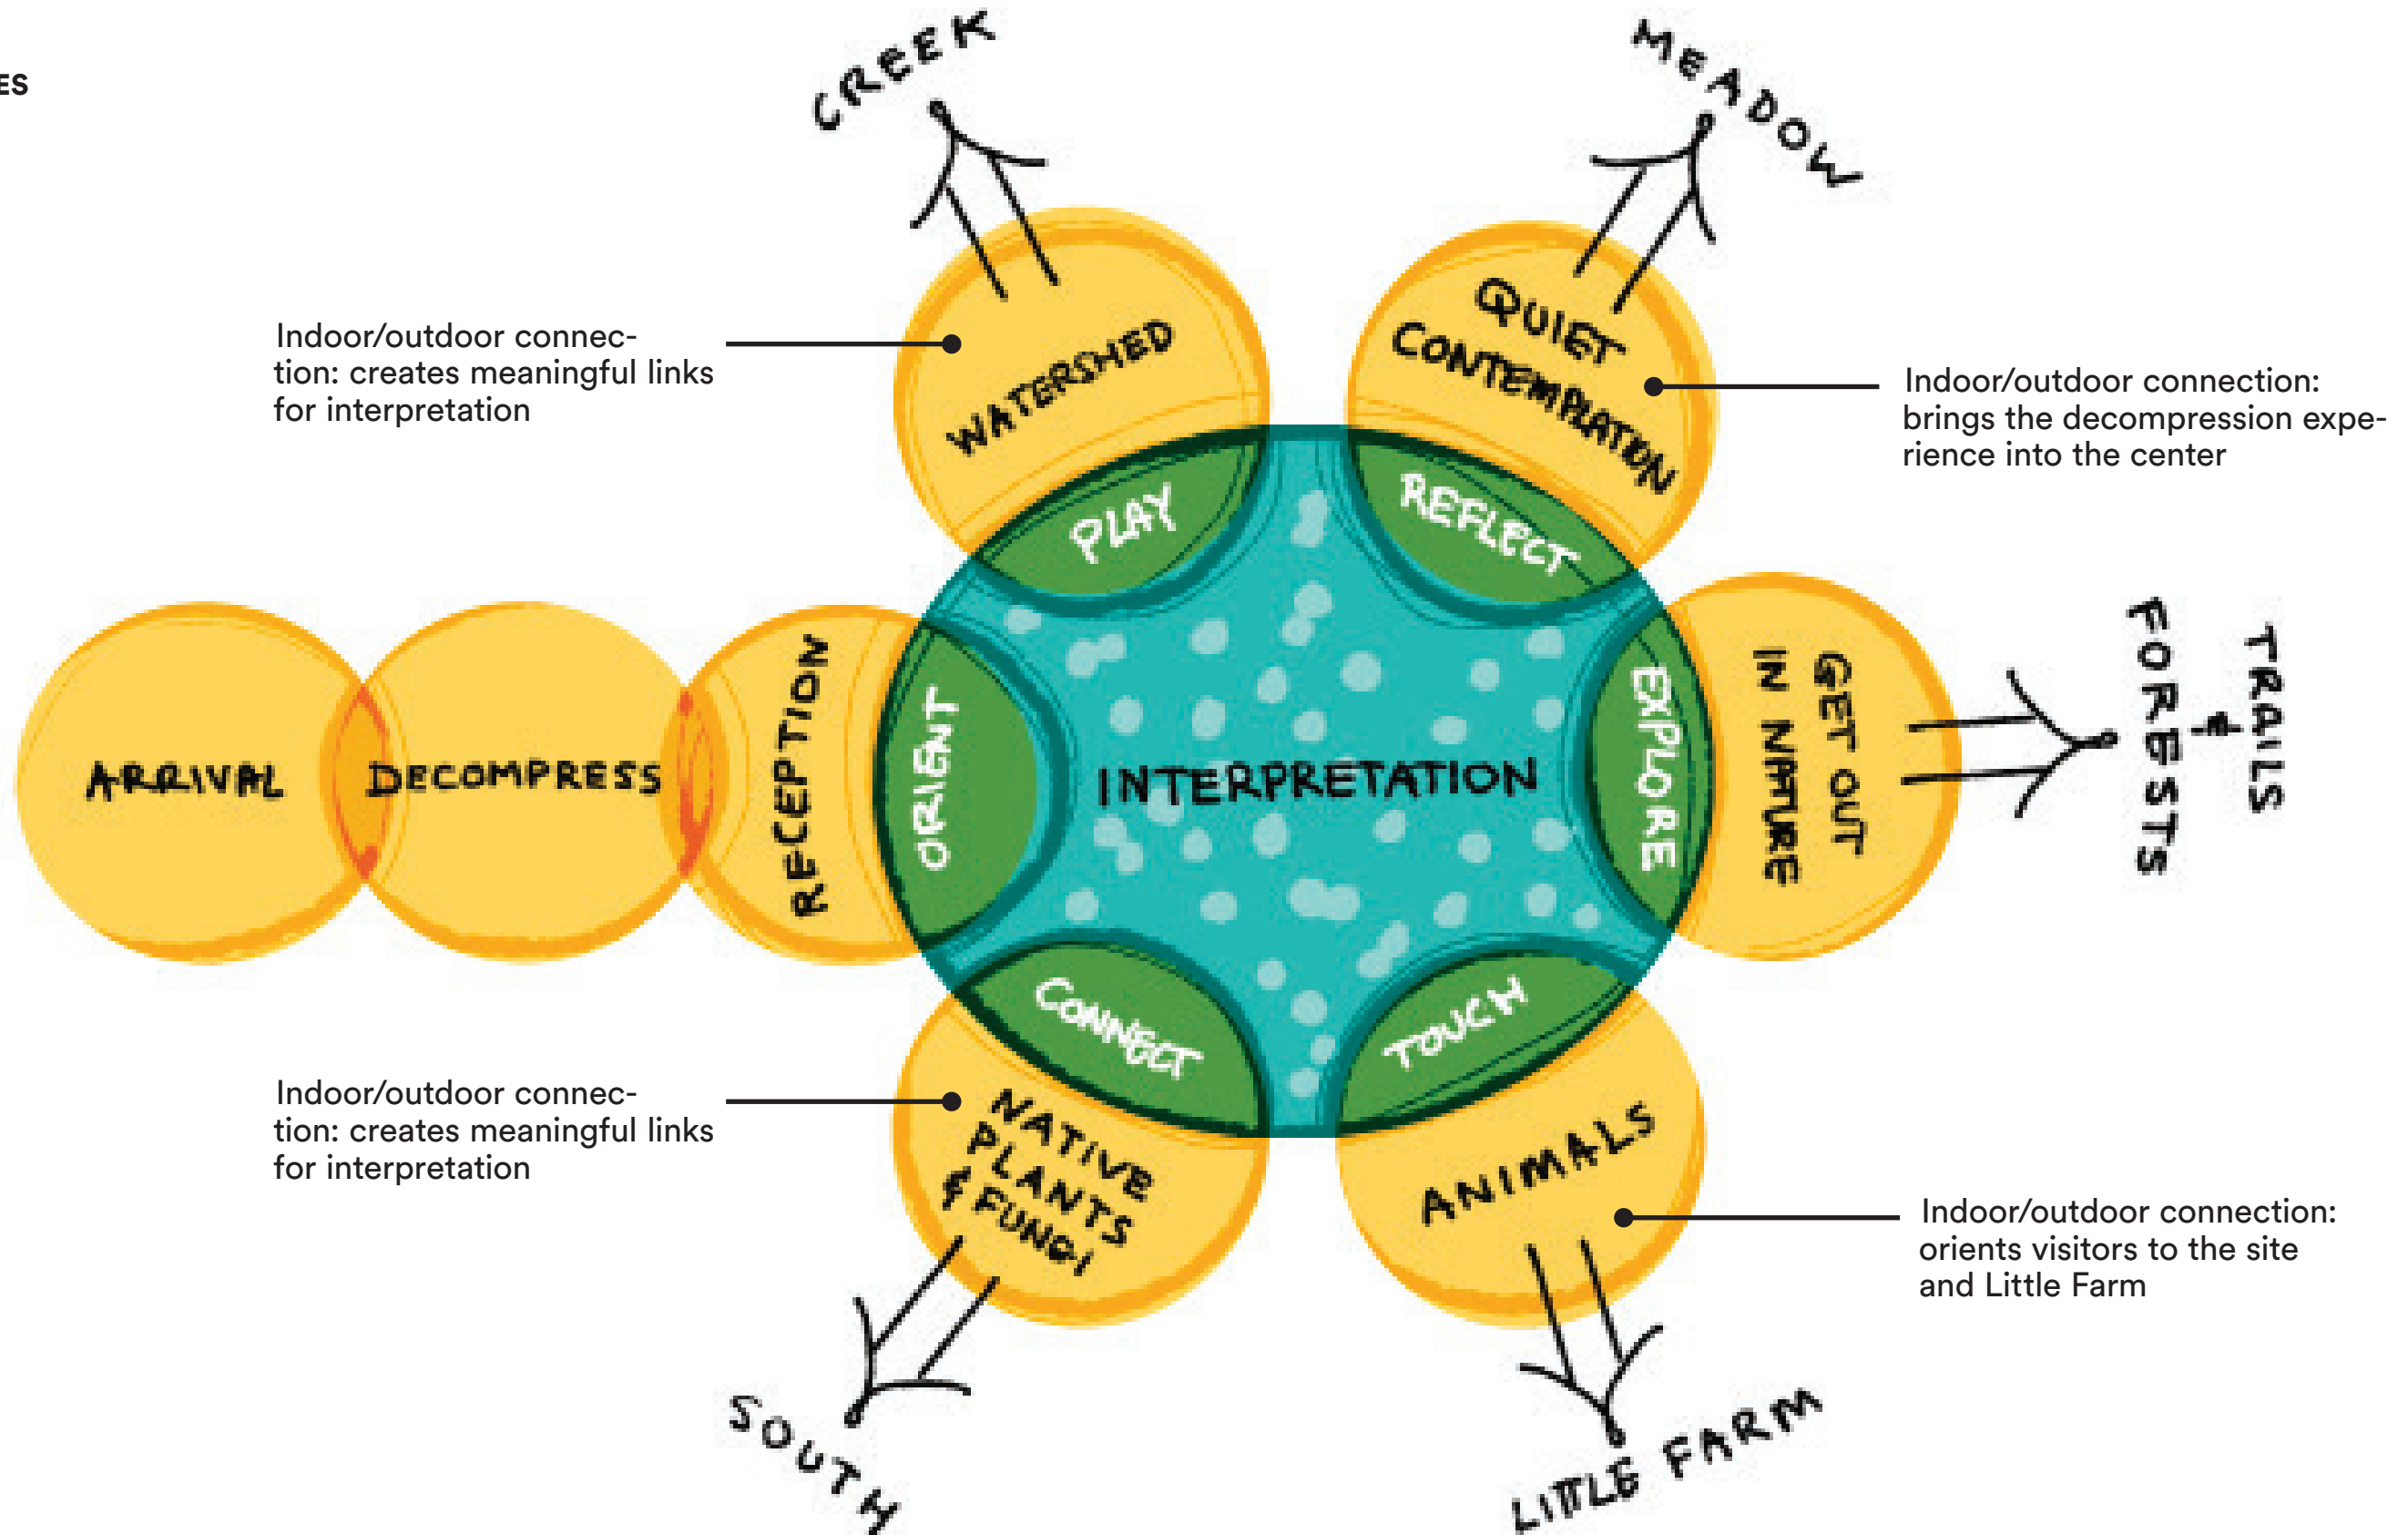 ES
CREEK
MEADOW
Indoor/outdoor connec-
tion: creates meaningful links
for interpretation
WATERSHED
QUIET
CONTEMPLATION
Indoor/outdoor connection:
brings the decompression expe-
rience into the center
PLAY
REFLECT
ARRIVAL
DECOMPRESS
RECEPTION
ORIENT
INTERPRETATION
EXPLORE
GET OUT
IN NATURE
TRAILS
&
FORESTS
CONNECT
TOUCH
Indoor/outdoor connec-
tion: creates meaningful links
for interpretation
NATIVE
PLANTS
& FUNGI
ANIMALS
Indoor/outdoor connection:
orients visitors to the site
and Little Farm
SOUTH
LITTLE FARM